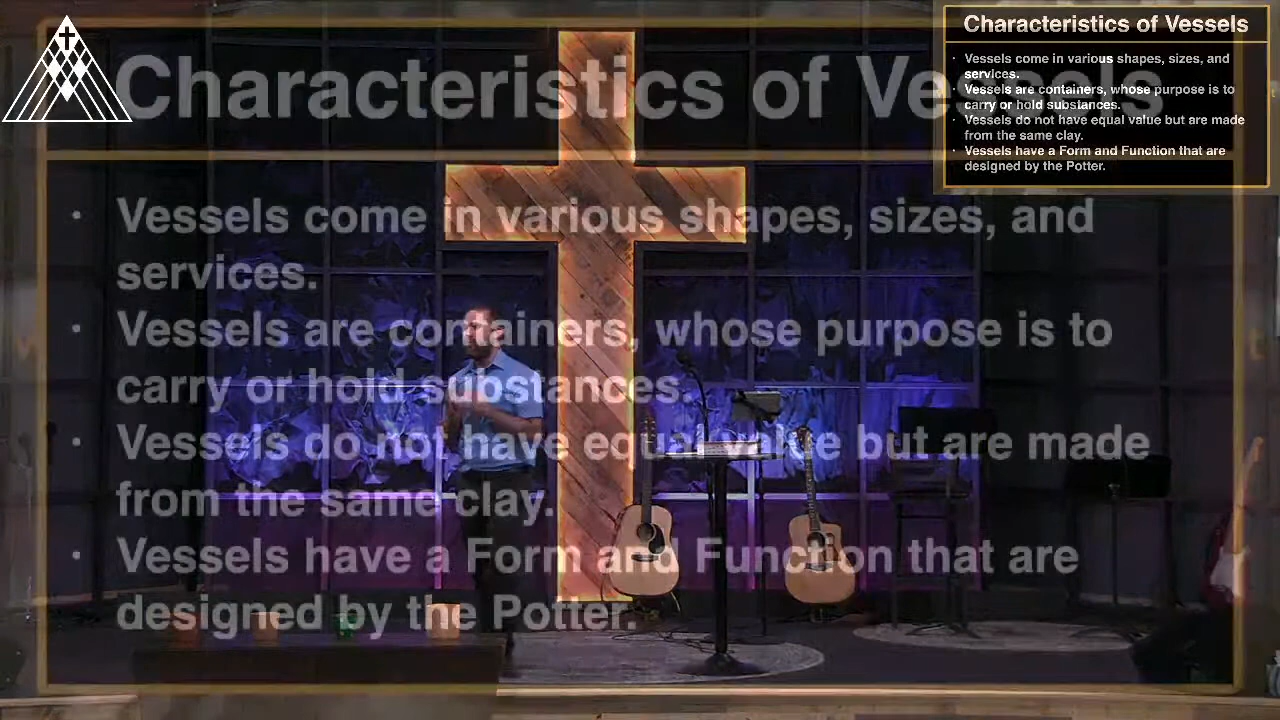 Characteristics of Vessels
• Vessels come in various shapes, sizes, and
services.
• Vessels are containers, whose purpose is to
carry or hold substances.
• Vessels do not have equal value but are made
from the same clay.
• Vessels have a Form and Function that are
designed by the Potter.
Characteristics of Vessels
• Vessels come in various shapes, sizes, and
services.
• Vessels are containers, whose purpose is to
carry or hold substances.
• Vessels do not have equal value but are made
from the same clay.
• Vessels have a Form and Function that are
designed by the Potter.